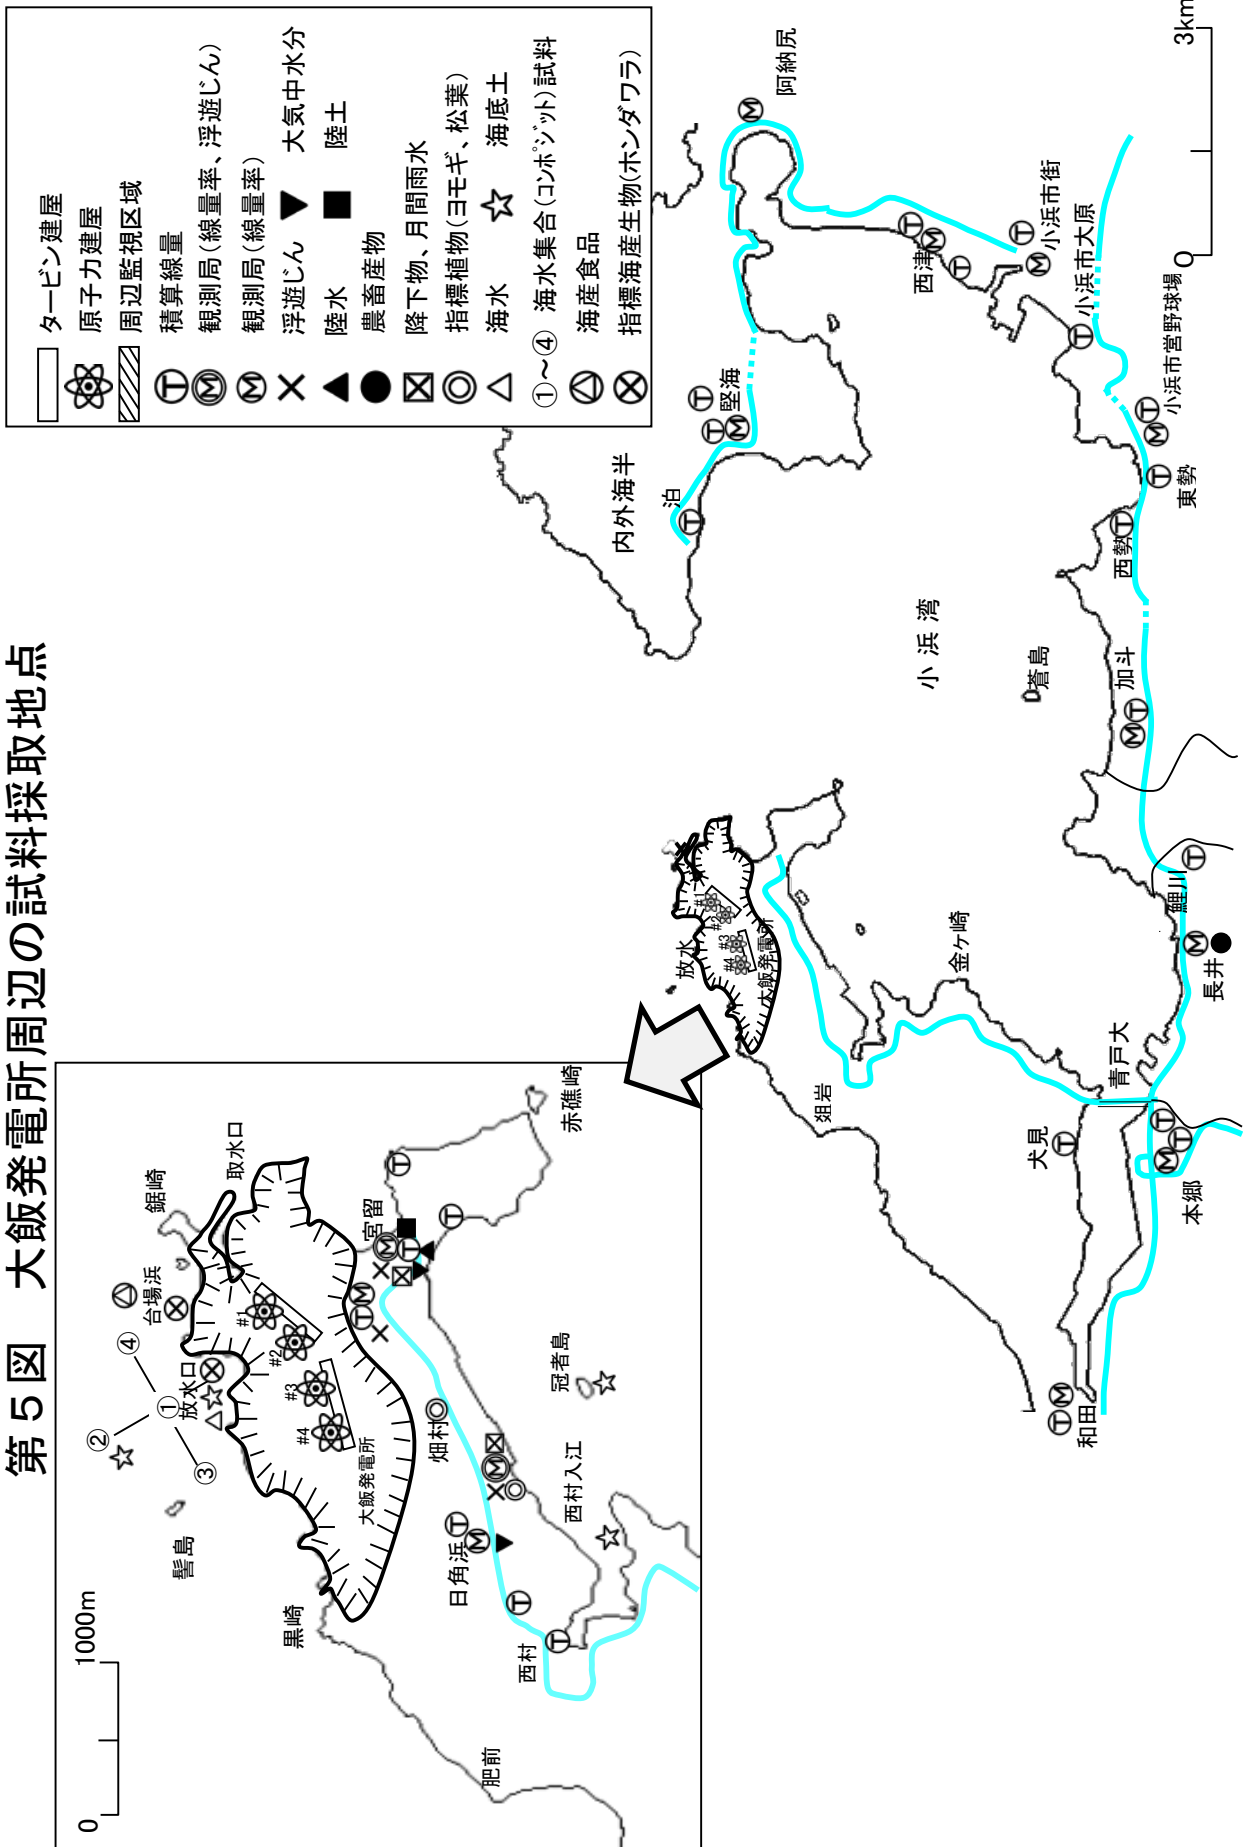 第５図　大飯発電所周辺の試料採取地点
タービン建屋
原子力建屋
周辺監視区域
Ⓣ 積算線量
Ⓜ 観測局(線量率、浮遊じん)
Ⓜ 観測局(線量率)
× 浮遊じん ▼ 大気中水分
▲ 陸水 ■ 陸土
● 農畜産物
降下物、月間雨水
◎ 指標植物(ヨモギ、松葉)
△ 海水 ☆ 海底土
①～④ 海水集合(コンポジット)試料
海産食品
⊗ 指標海産生物(ホンダワラ)
0
1000m
鋸崎
取水口
台場浜
④
②
①
放水口
③
髻島
黒崎
肥前
#1
#2
#3
#4
大飯発電所
宮留
赤礁崎
畑村
冠者島
西村入江
日角浜
西村
放水
#1
#2
#3
#4
大飯発電所
内外海半
泊
堅海
阿納尻
西津
小浜市街
小浜市大原
小浜市営野球場
東勢
西勢
小浜湾
蒼島
加斗
鯉川
長井
金ヶ崎
青戸大
爼岩
犬見
本郷
和田
0
3km